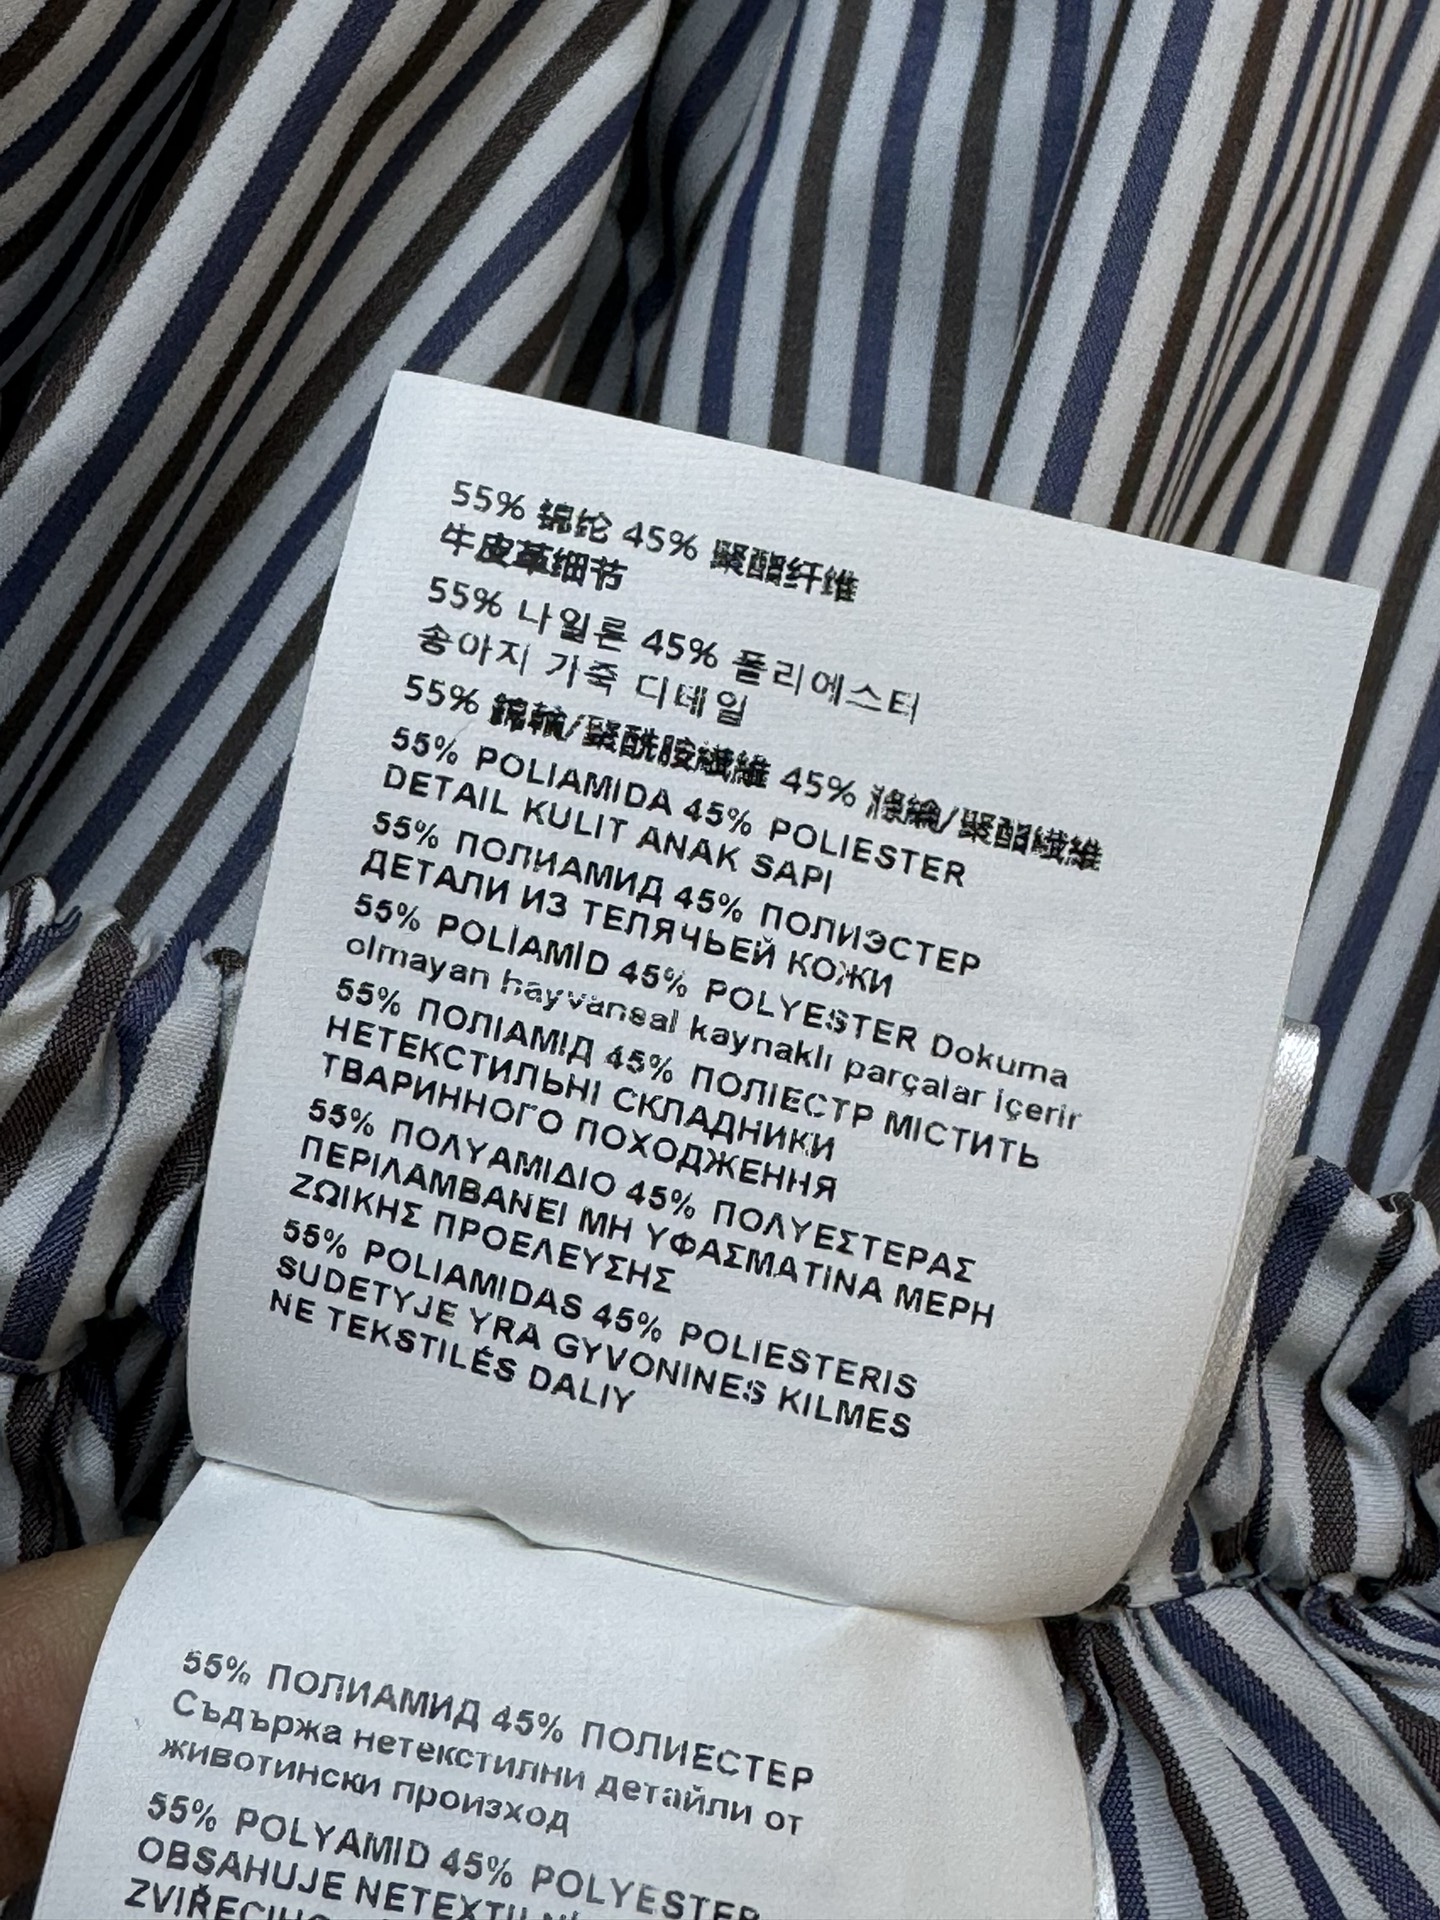 55% 锦纶 45% 聚酯纤维
牛皮革细节
55% 나일론 45% 폴리에스터
송아지 가죽 디테일
55% 錦綸/聚酰胺纖維 45% 滌綸/聚酯纖維
55% POLIAMIDA 45% POLIESTER
DETAIL KULIT ANAK SAPI
55% ПОЛИАМИД 45% ПОЛИЭСТЕР
ДЕТАЛИ ИЗ ТЕЛЯЧЬЕЙ КОЖИ
55% POLİAMİD 45% POLYESTER Dokuma
olmayan hayvansal kaynaklı parçalar içerir
55% ПОЛІАМІД 45% ПОЛІЕСТР МІСТИТЬ
НЕТЕКСТИЛЬНІ СКЛАДНИКИ
ТВАРИННОГО ПОХОДЖЕННЯ
55% ΠΟΛΥΑΜΙΔΙΟ 45% ΠΟΛΥΕΣΤΕΡΑΣ
ΠΕΡΙΛΑΜΒΑΝΕΙ ΜΗ ΥΦΑΣΜΑΤΙΝΑ ΜΕΡΗ
ΖΩΙΚΗΣ ΠΡΟΕΛΕΥΣΗΣ
55% POLIAMIDAS 45% POLIESTERIS
SUDETYJE YRA GYVONINES KILMES
NE TEKSTILĖS DALIY
55% ПОЛИАМИД 45% ПОЛИЕСТЕР
Съдържа нетекстилни детайли от
животински произход
55% POLYAMID 45% POLYESTER
OBSAHUJE